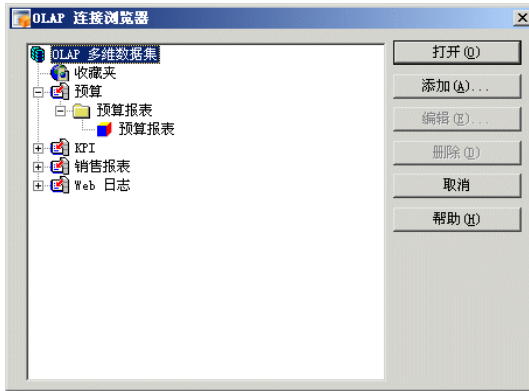 OLAP 连接浏览器
OLAP 多维数据集
收藏夹
预算
预算报表
预算报表
KPI
销售报表
Web 日志
打开(O)
添加(A)...
编辑(E)...
删除(D)
取消
帮助(H)